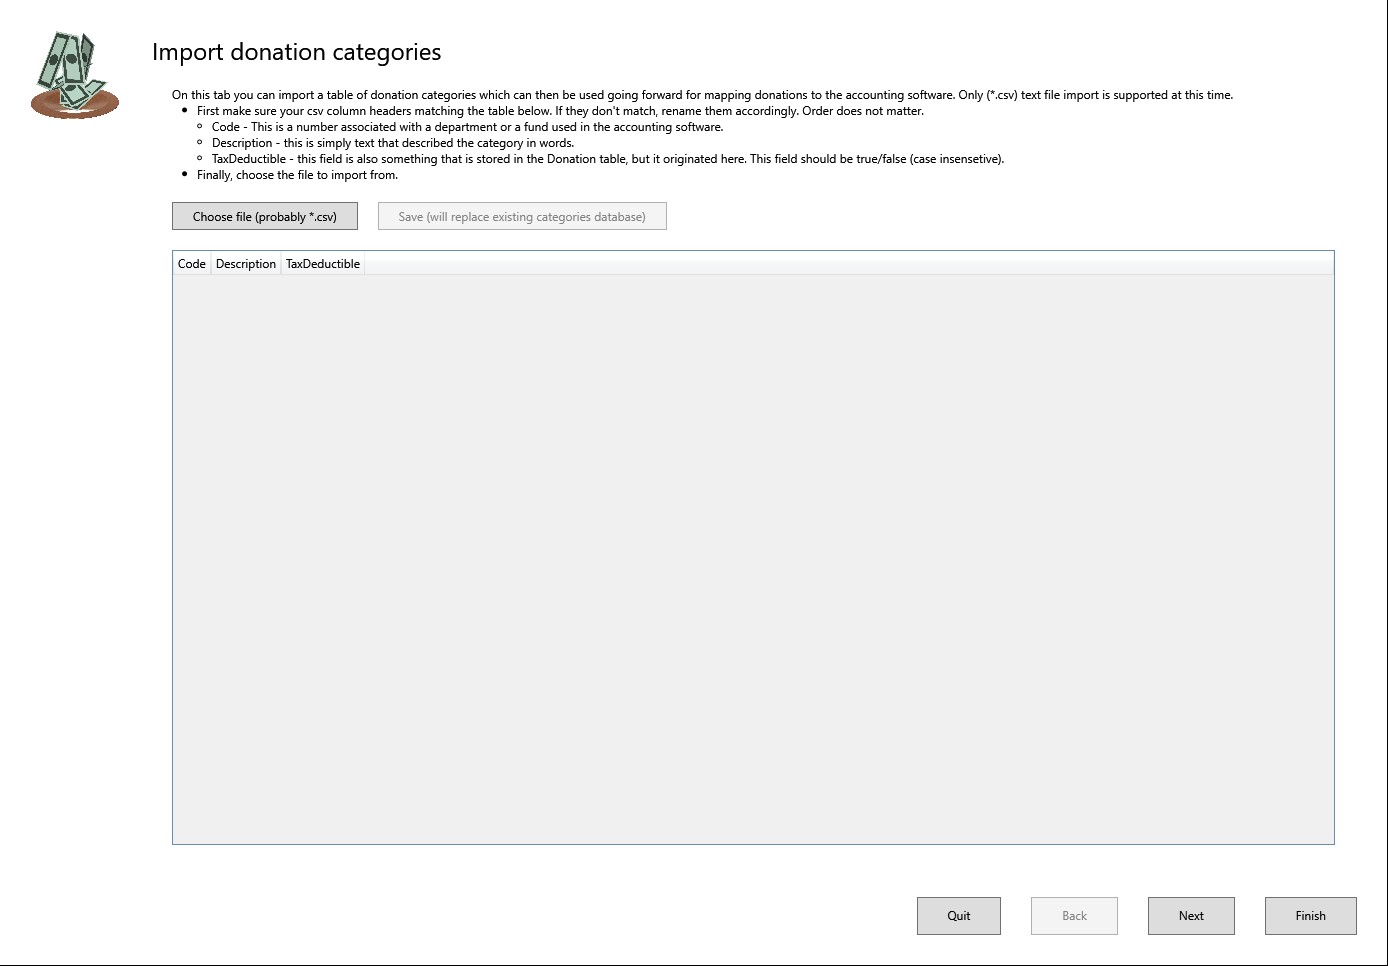 Import donation categories
On this tab you can import a table of donation categories which can then be used going forward for mapping donations to the accounting software. Only (*.csv) text file import is supported at this time.
First make sure your csv column headers matching the table below. If they don't match, rename them accordingly. Order does not matter.
Code - This is a number associated with a department or a fund used in the accounting software.
Description - this is simply text that described the category in words.
TaxDeductible - this field is also something that is stored in the Donation table, but it originated here. This field should be true/false (case insensetive).
Finally, choose the file to import from.
Choose file (probably *.csv) Save (will replace existing categories database)
Code Description TaxDeductible
Quit Back Next Finish